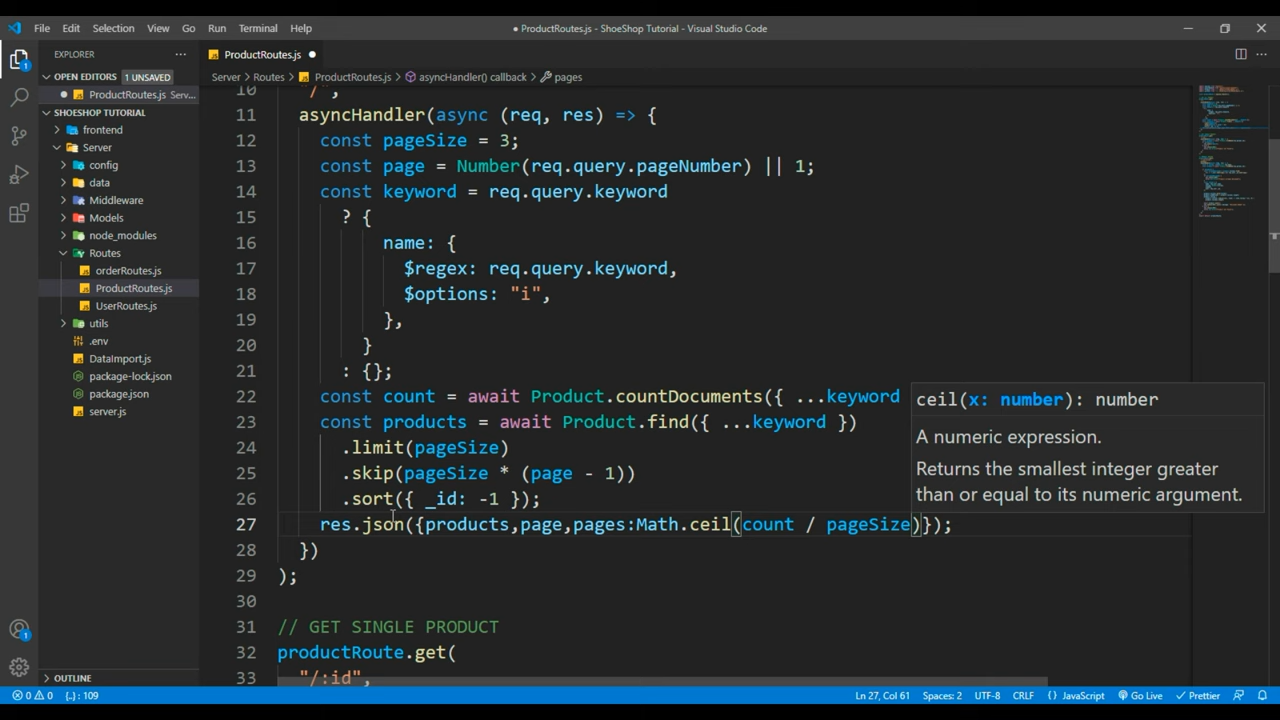 File Edit Selection View Go Run Terminal Help
● ProductRoutes.js - ShoeShop Tutorial - Visual Studio Code
EXPLORER
OPEN EDITORS 1 UNSAVED
ProductRoutes.js Serv...
SHOESHOP TUTORIAL
frontend
Server
config
data
Middleware
Models
node_modules
Routes
orderRoutes.js
ProductRoutes.js
UserRoutes.js
utils
.env
DataImport.js
package-lock.json
package.json
server.js
OUTLINE
1
1
ProductRoutes.js ●
Server > Routes > ProductRoutes.js > asyncHandler() callback > pages
10 "/",
11 asyncHandler(async (req, res) => {
12 const pageSize = 3;
13 const page = Number(req.query.pageNumber) || 1;
14 const keyword = req.query.keyword
15 ? {
16 name: {
17 $regex: req.query.keyword,
18 $options: "i",
19 },
20 }
21 : {};
22 const count = await Product.countDocuments({ ...keyword
23 const products = await Product.find({ ...keyword })
24 .limit(pageSize)
25 .skip(pageSize * (page - 1))
26 .sort({ _id: -1 });
27 res.json({products,page,pages:Math.ceil(count / pageSize)});
28 })
29 );
30
31 // GET SINGLE PRODUCT
32 productRoute.get(
33 "/:id",
ceil(x: number): number
A numeric expression.
Returns the smallest integer greater
than or equal to its numeric argument.
0 0 {..} : 109
Ln 27, Col 61 Spaces: 2 UTF-8 CRLF {} JavaScript Go Live Prettier